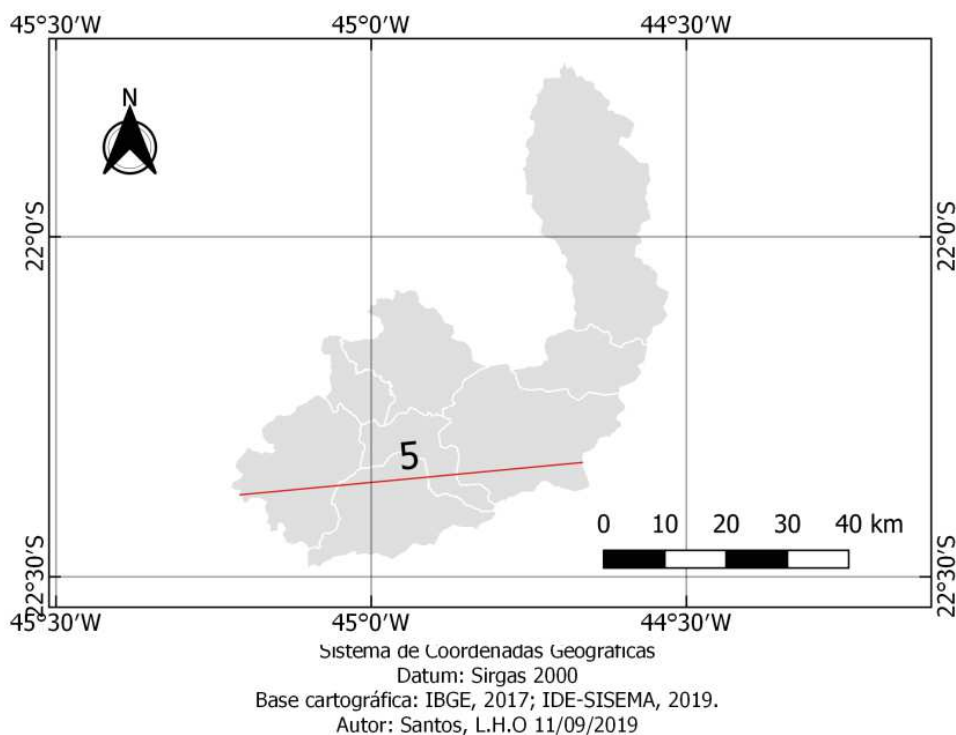 45°30'W 45°0'W 44°30'W
N
22°0'S 22°0'S
5
0 10 20 30 40 km
22°30'S 22°30'S
45°30'W 45°0'W 44°30'W
Sistema de Coordenadas Geográficas
Datum: Sirgas 2000
Base cartográfica: IBGE, 2017; IDE-SISEMA, 2019.
Autor: Santos, L.H.O 11/09/2019